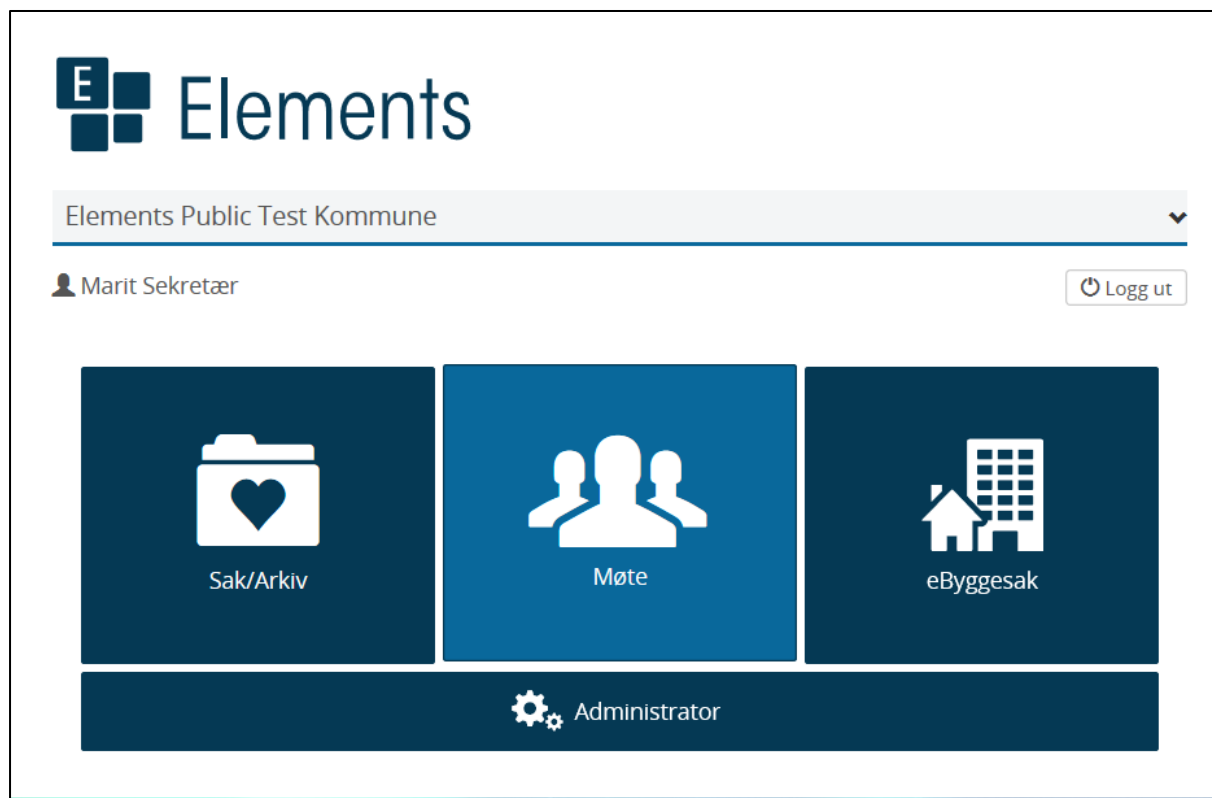 E
Elements
Elements Public Test Kommune
Marit Sekretær
Logg ut
Sak/Arkiv
Møte
eByggesak
Administrator